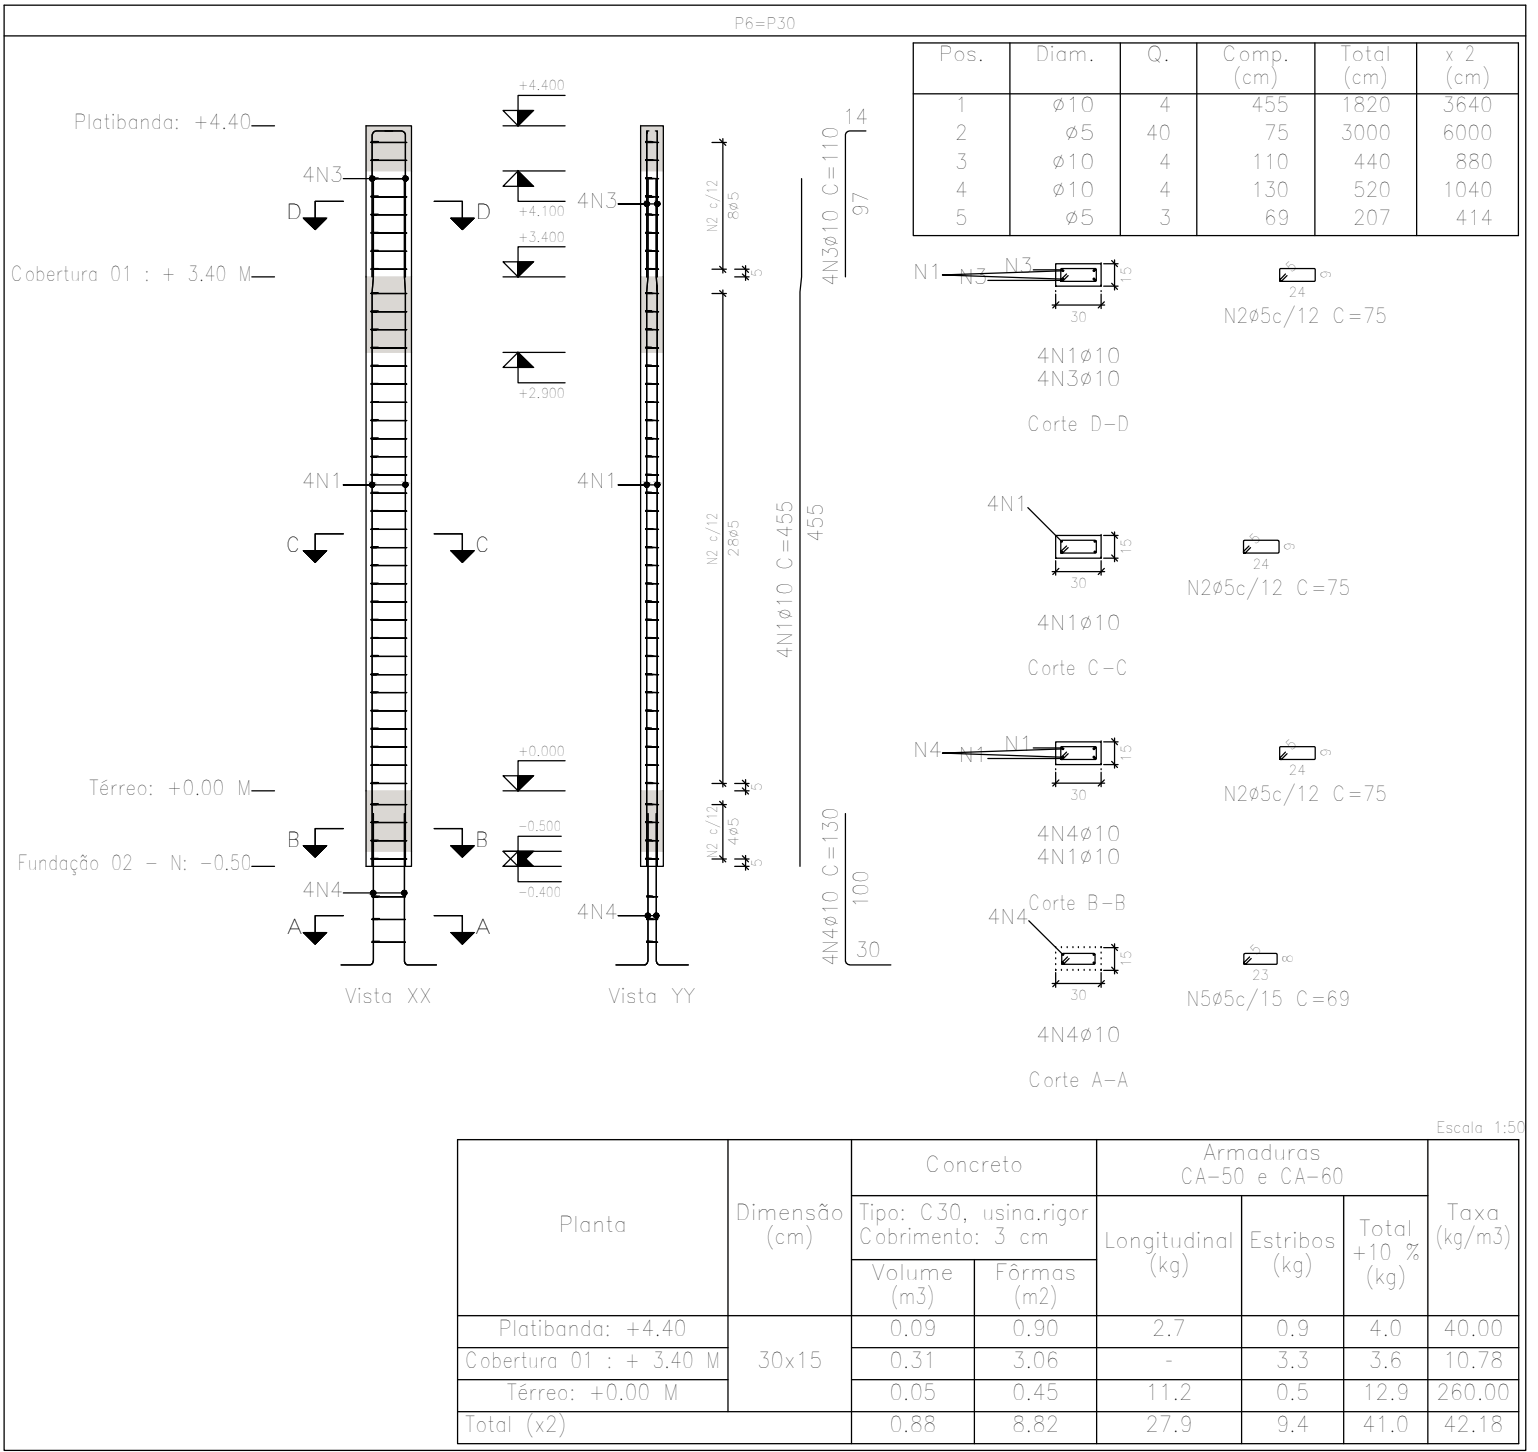 P6=P30
Pos. Diam. Q. Comp. (cm) Total (cm) x 2 (cm)
1 ø10 4 455 1820 3640
2 ø5 40 75 3000 6000
3 ø10 4 110 440 880
4 ø10 4 130 520 1040
5 ø5 3 69 207 414
Platibanda: +4.40
Cobertura 01 : + 3.40 M
Térreo: +0.00 M
Fundação 02 - N: -0.50
4N3
D D
4N1
C C
B B
4N4
A A
Vista XX
+4.400
+4.100
+3.400
+2.900
+0.000
-0.500
-0.400
4N3
4N1
4N4
Vista YY
N2 c/12
8ø5
5
N2 c/12
28ø5
5
N2 c/12
4ø5
5
4N1ø10 C=455
455
14
4N3ø10 C=110
97
4N4ø10 C=130
100
30
N1
N3
N3
15
30
4N1ø10
4N3ø10
Corte D-D
5
9
24
N2ø5c/12 C=75
4N1
15
30
4N1ø10
Corte C-C
5
9
24
N2ø5c/12 C=75
N4
N1
N1
15
30
4N4ø10
4N1ø10
Corte B-B
5
9
24
N2ø5c/12 C=75
4N4
15
30
4N4ø10
Corte A-A
5
8
23
N5ø5c/15 C=69
Escala 1:50
Planta
Dimensão
(cm)
Concreto
Tipo: C30, usina.rigor
Cobrimento: 3 cm
Volume
(m3)
Fôrmas
(m2)
Armaduras
CA-50 e CA-60
Longitudinal
(kg)
Estribos
(kg)
Total
+10 %
(kg)
Taxa
(kg/m3)
Platibanda: +4.40 30x15 0.09 0.90 2.7 0.9 4.0 40.00
Cobertura 01 : + 3.40 M 0.31 3.06 - 3.3 3.6 10.78
Térreo: +0.00 M 0.05 0.45 11.2 0.5 12.9 260.00
Total (x2) 0.88 8.82 27.9 9.4 41.0 42.18